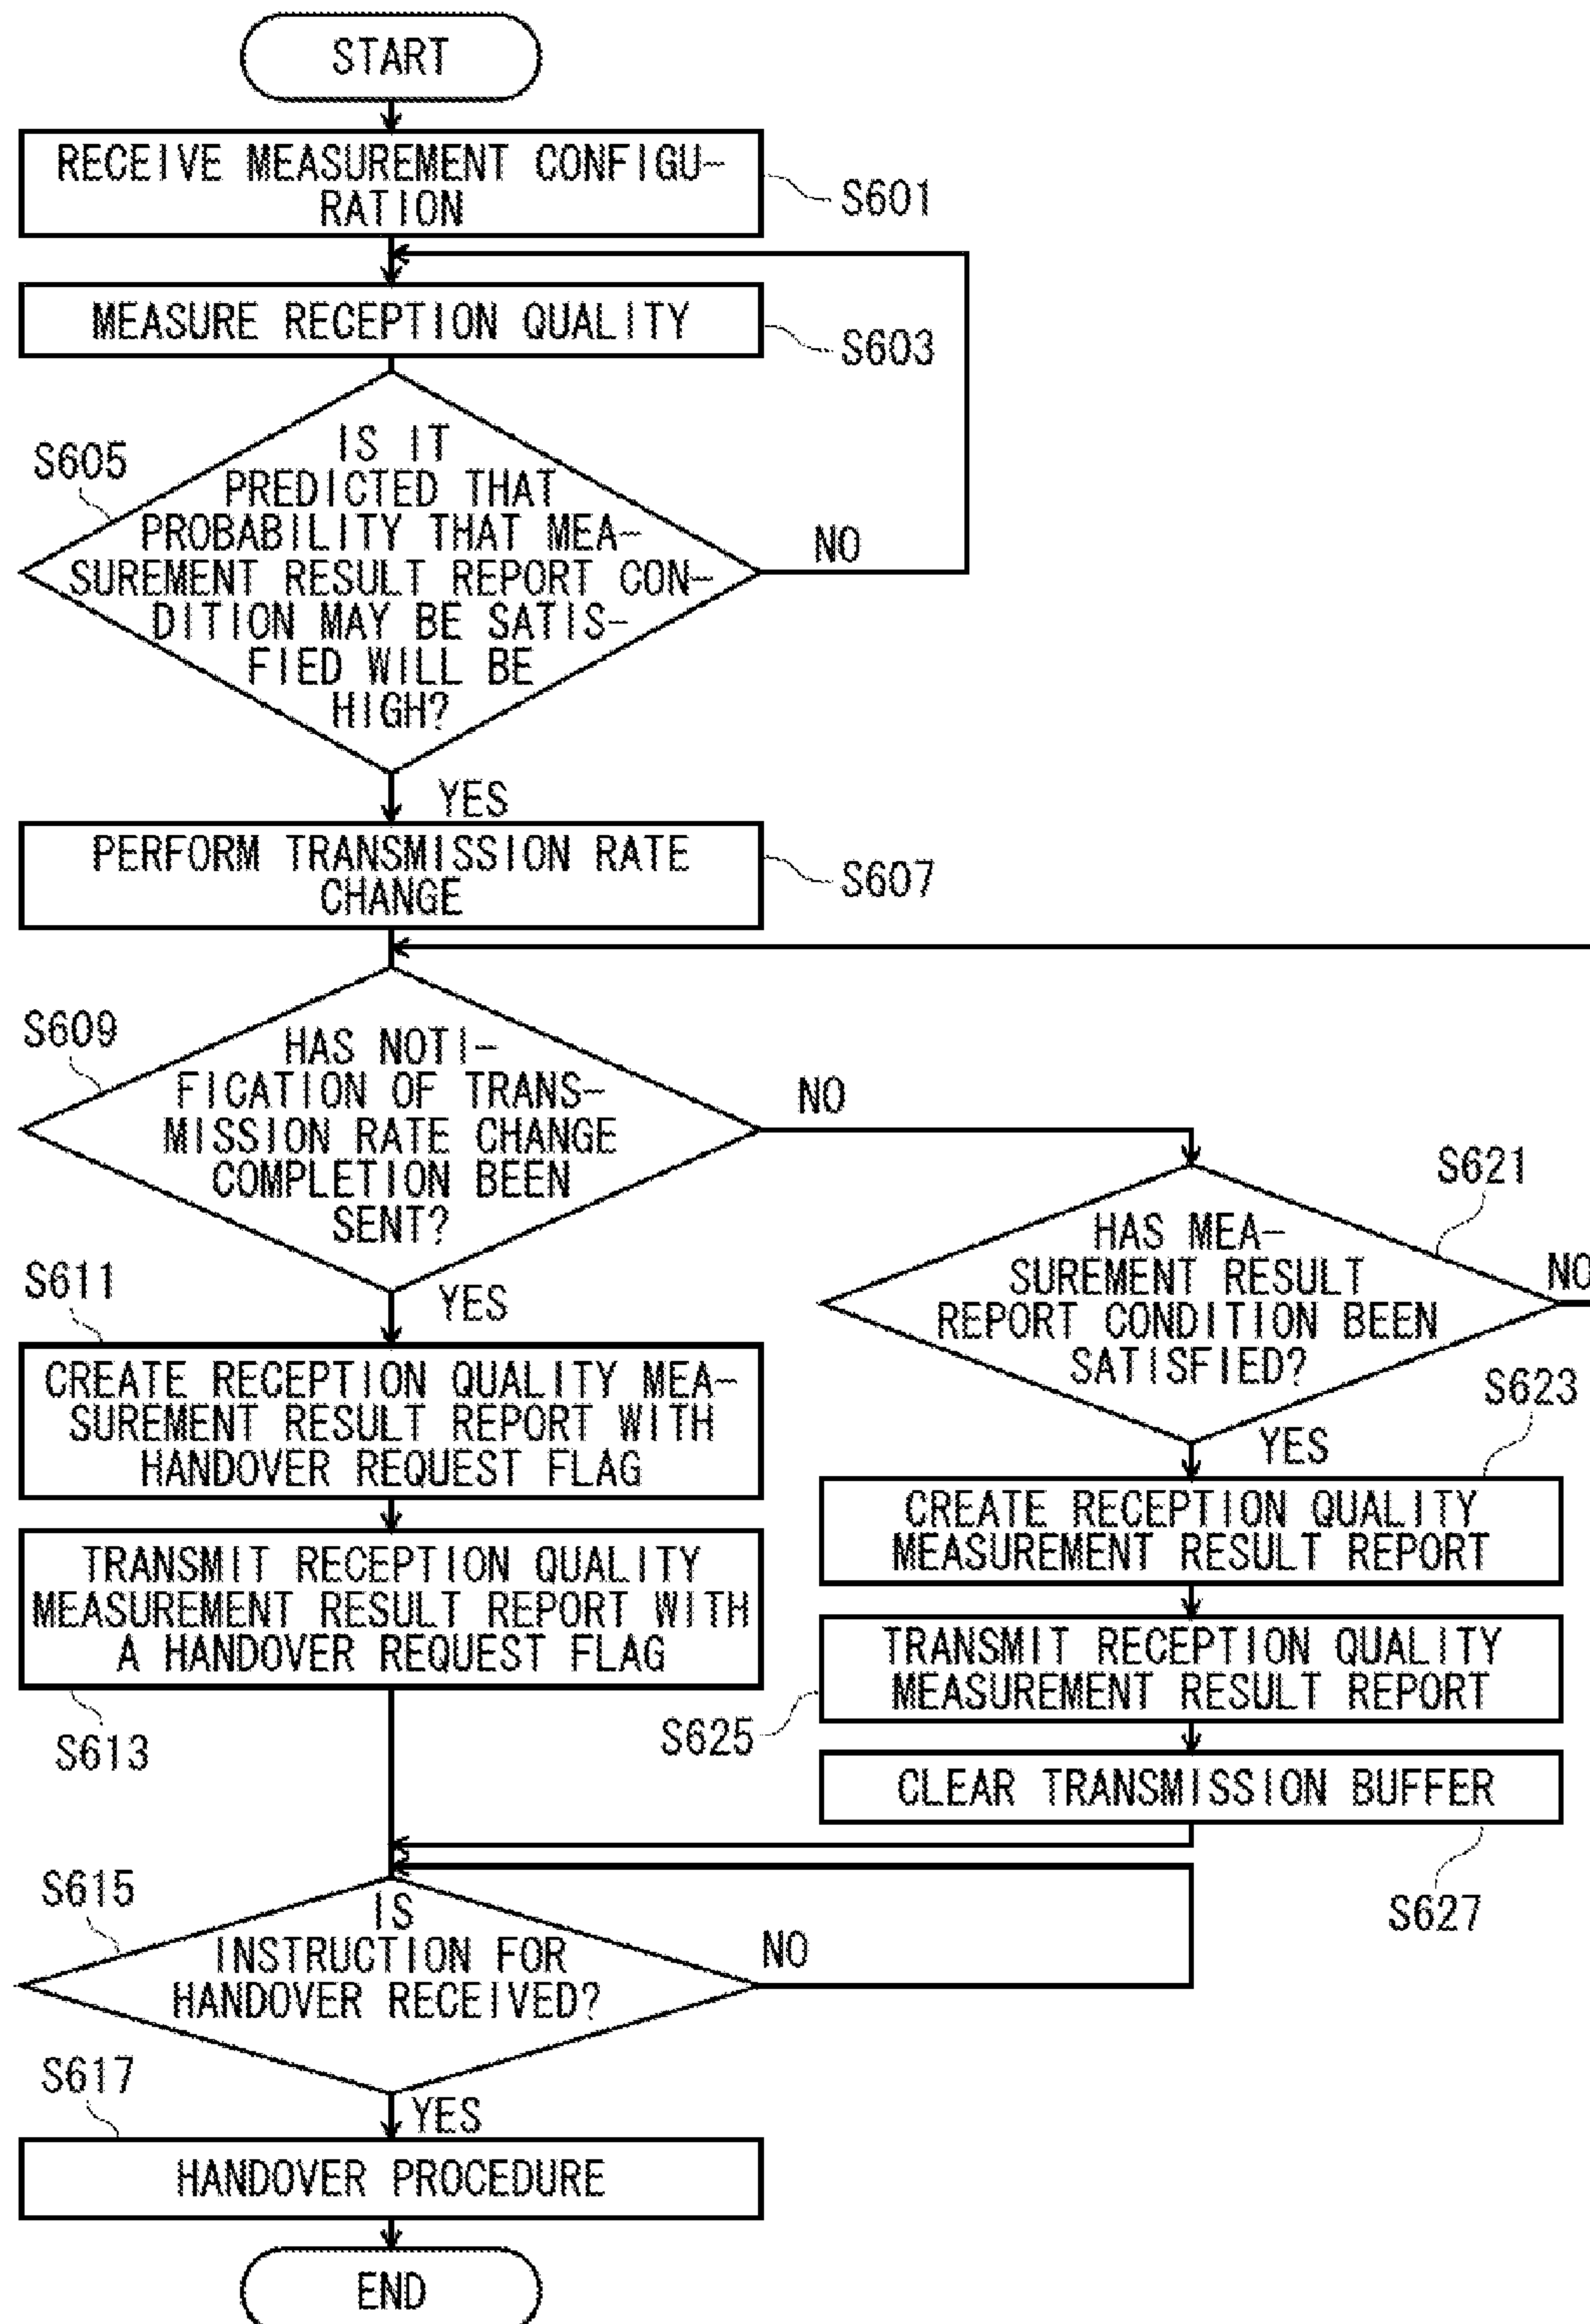 START
RECEIVE MEASUREMENT CONFIGU-
RATION
S601
MEASURE RECEPTION QUALITY
S603
S605
IS IT
PREDICTED THAT
PROBABILITY THAT MEA-
SUREMENT RESULT REPORT CON-
DITION MAY BE SATIS-
FIED WILL BE
HIGH?
NO
YES
PERFORM TRANSMISSION RATE
CHANGE
S607
S609
HAS NOTI-
FICATION OF TRANS-
MISSION RATE CHANGE
COMPLETION BEEN
SENT?
NO
YES
S611
CREATE RECEPTION QUALITY MEA-
SUREMENT RESULT REPORT WITH
HANDOVER REQUEST FLAG
TRANSMIT RECEPTION QUALITY
MEASUREMENT RESULT REPORT WITH
A HANDOVER REQUEST FLAG
S613
S621
HAS MEA-
SUREMENT RESULT
REPORT CONDITION BEEN
SATISFIED?
NO
YES
S623
CREATE RECEPTION QUALITY
MEASUREMENT RESULT REPORT
TRANSMIT RECEPTION QUALITY
MEASUREMENT RESULT REPORT
S625
CLEAR TRANSMISSION BUFFER
S627
S615
IS
INSTRUCTION FOR
HANDOVER RECEIVED?
NO
YES
S617
HANDOVER PROCEDURE
END